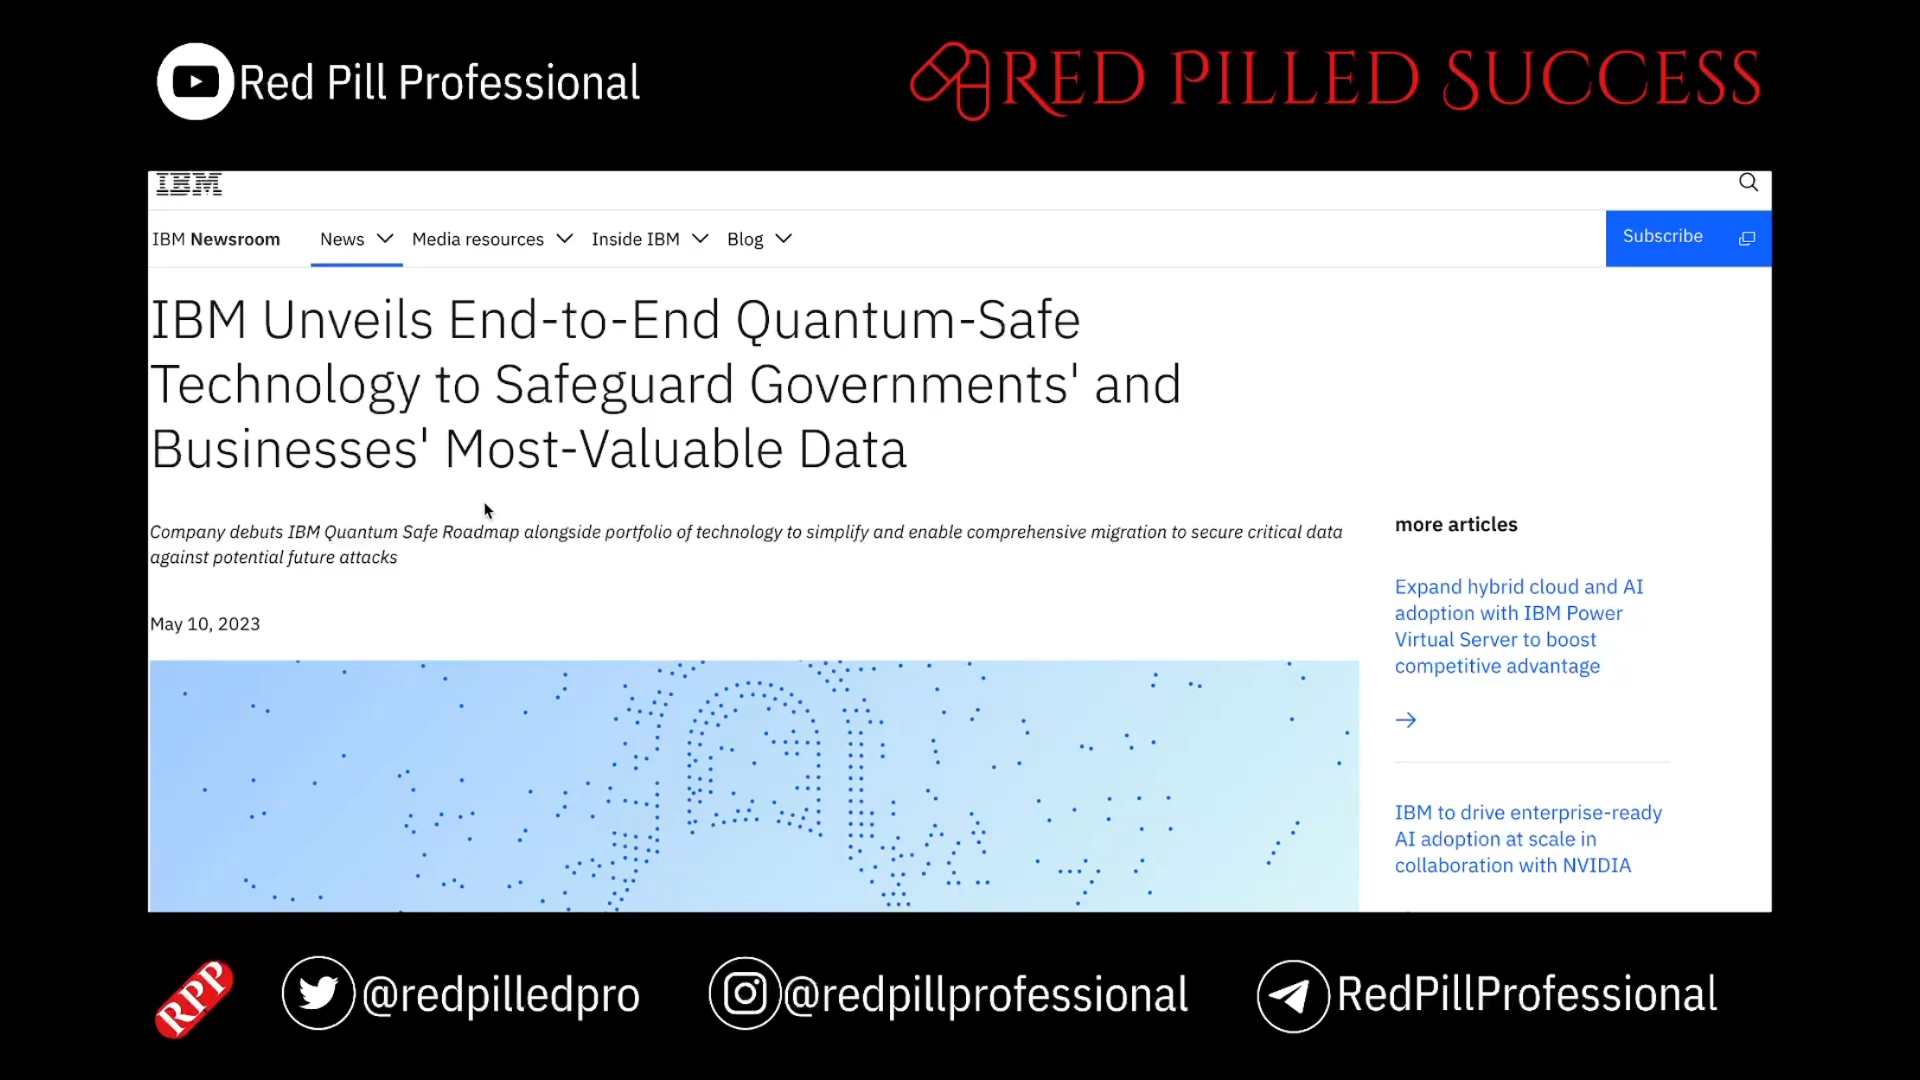 Red Pill Professional
RED PILLED SUCCESS
IBM
IBM Newsroom
News
Media resources
Inside IBM
Blog
Subscribe
IBM Unveils End-to-End Quantum-Safe
Technology to Safeguard Governments' and
Businesses' Most-Valuable Data
Company debuts IBM Quantum Safe Roadmap alongside portfolio of technology to simplify and enable comprehensive migration to secure critical data
against potential future attacks
May 10, 2023
more articles
Expand hybrid cloud and AI
adoption with IBM Power
Virtual Server to boost
competitive advantage
IBM to drive enterprise-ready
AI adoption at scale in
collaboration with NVIDIA
RPP
@redpilledpro
@redpillprofessional
RedPillProfessional